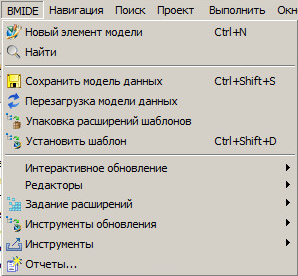 BMIDE Навигация Поиск Проект Выполнить Окн
Новый элемент модели Ctrl+N
Найти
Сохранить модель данных Ctrl+Shift+S
Перезагрузка модели данных
Упаковка расширений шаблонов
Установить шаблон Ctrl+Shift+D
Интерактивное обновление
Редакторы
Задание расширений
Инструменты обновления
Инструменты
Отчеты...